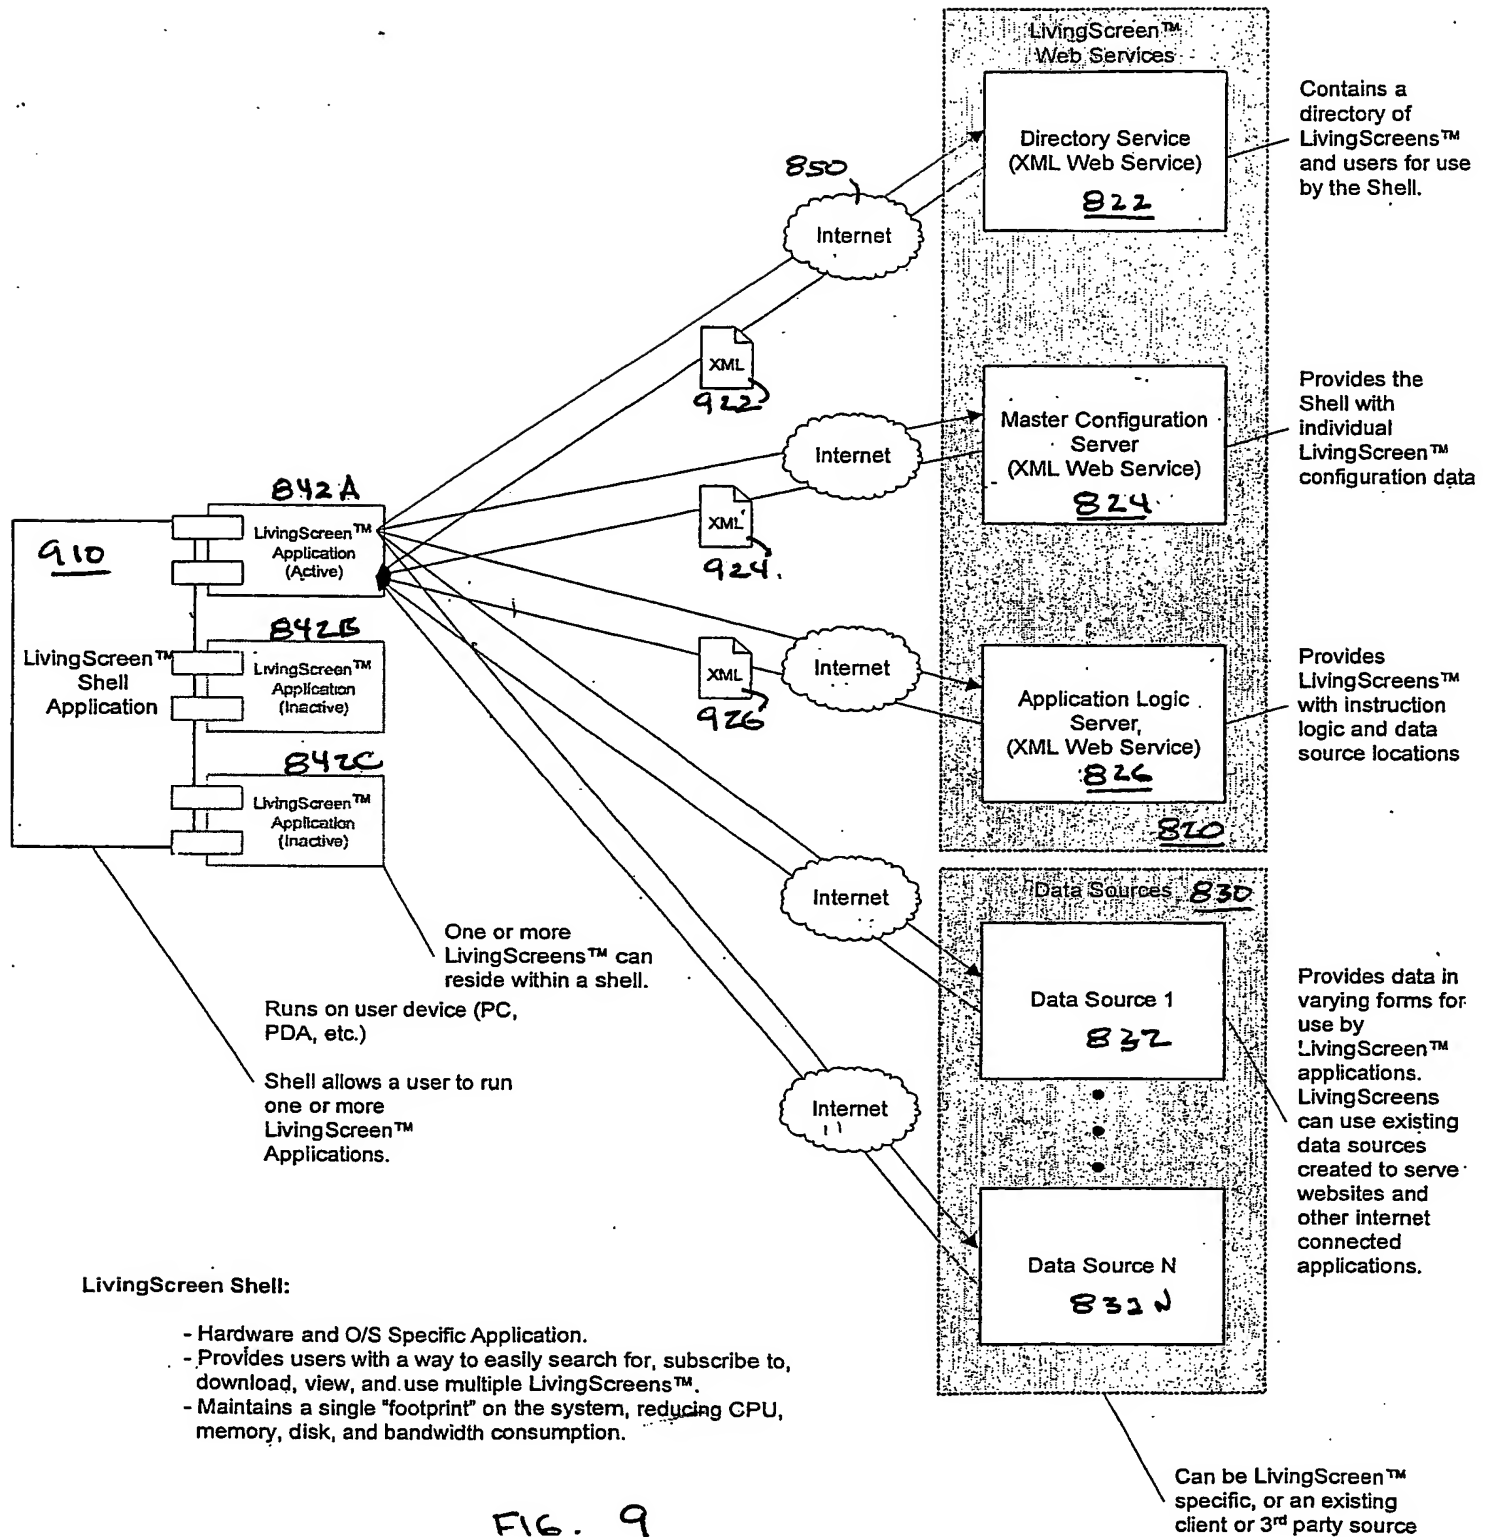 LivingScreen™
Web Services
Directory Service
(XML Web Service)
822
Contains a
directory of
LivingScreens™
and users for use
by the Shell.
850
Internet
XML
922
Master Configuration
Server
(XML Web Service)
824
Provides the
Shell with
individual
LivingScreen™
configuration data
Internet
XML
924
842A
LivingScreen™
Application
(Active)
910
LivingScreen™
Shell
Application
842B
LivingScreen™
Application
(Inactive)
842C
LivingScreen™
Application
(Inactive)
Internet
XML
926
Application Logic
Server,
(XML Web Service)
826
820
Provides
LivingScreens™
with instruction
logic and data
source locations
Internet
Data Sources 830
Data Source 1
832
Provides data in
varying forms for
use by
LivingScreen™
applications.
LivingScreens
can use existing
data sources
created to serve
websites and
other internet
connected
applications.
Internet
Data Source N
832N
One or more
LivingScreens™ can
reside within a shell.
Runs on user device (PC,
PDA, etc.)
Shell allows a user to run
one or more
LivingScreen™
Applications.
LivingScreen Shell:
- Hardware and O/S Specific Application.
- Provides users with a way to easily search for, subscribe to,
download, view, and use multiple LivingScreens™.
- Maintains a single "footprint" on the system, reducing CPU,
memory, disk, and bandwidth consumption.
Can be LivingScreen™
specific, or an existing
client or 3rd party source
FIG. 9